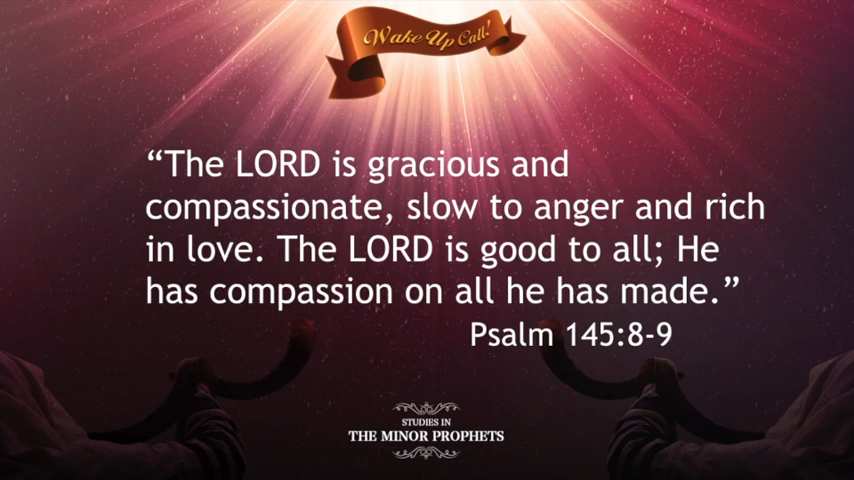 Wake Up Call!
“The LORD is gracious and
compassionate, slow to anger and rich
in love. The LORD is good to all; He
has compassion on all he has made.”
Psalm 145:8-9
STUDIES IN
THE MINOR PROPHETS